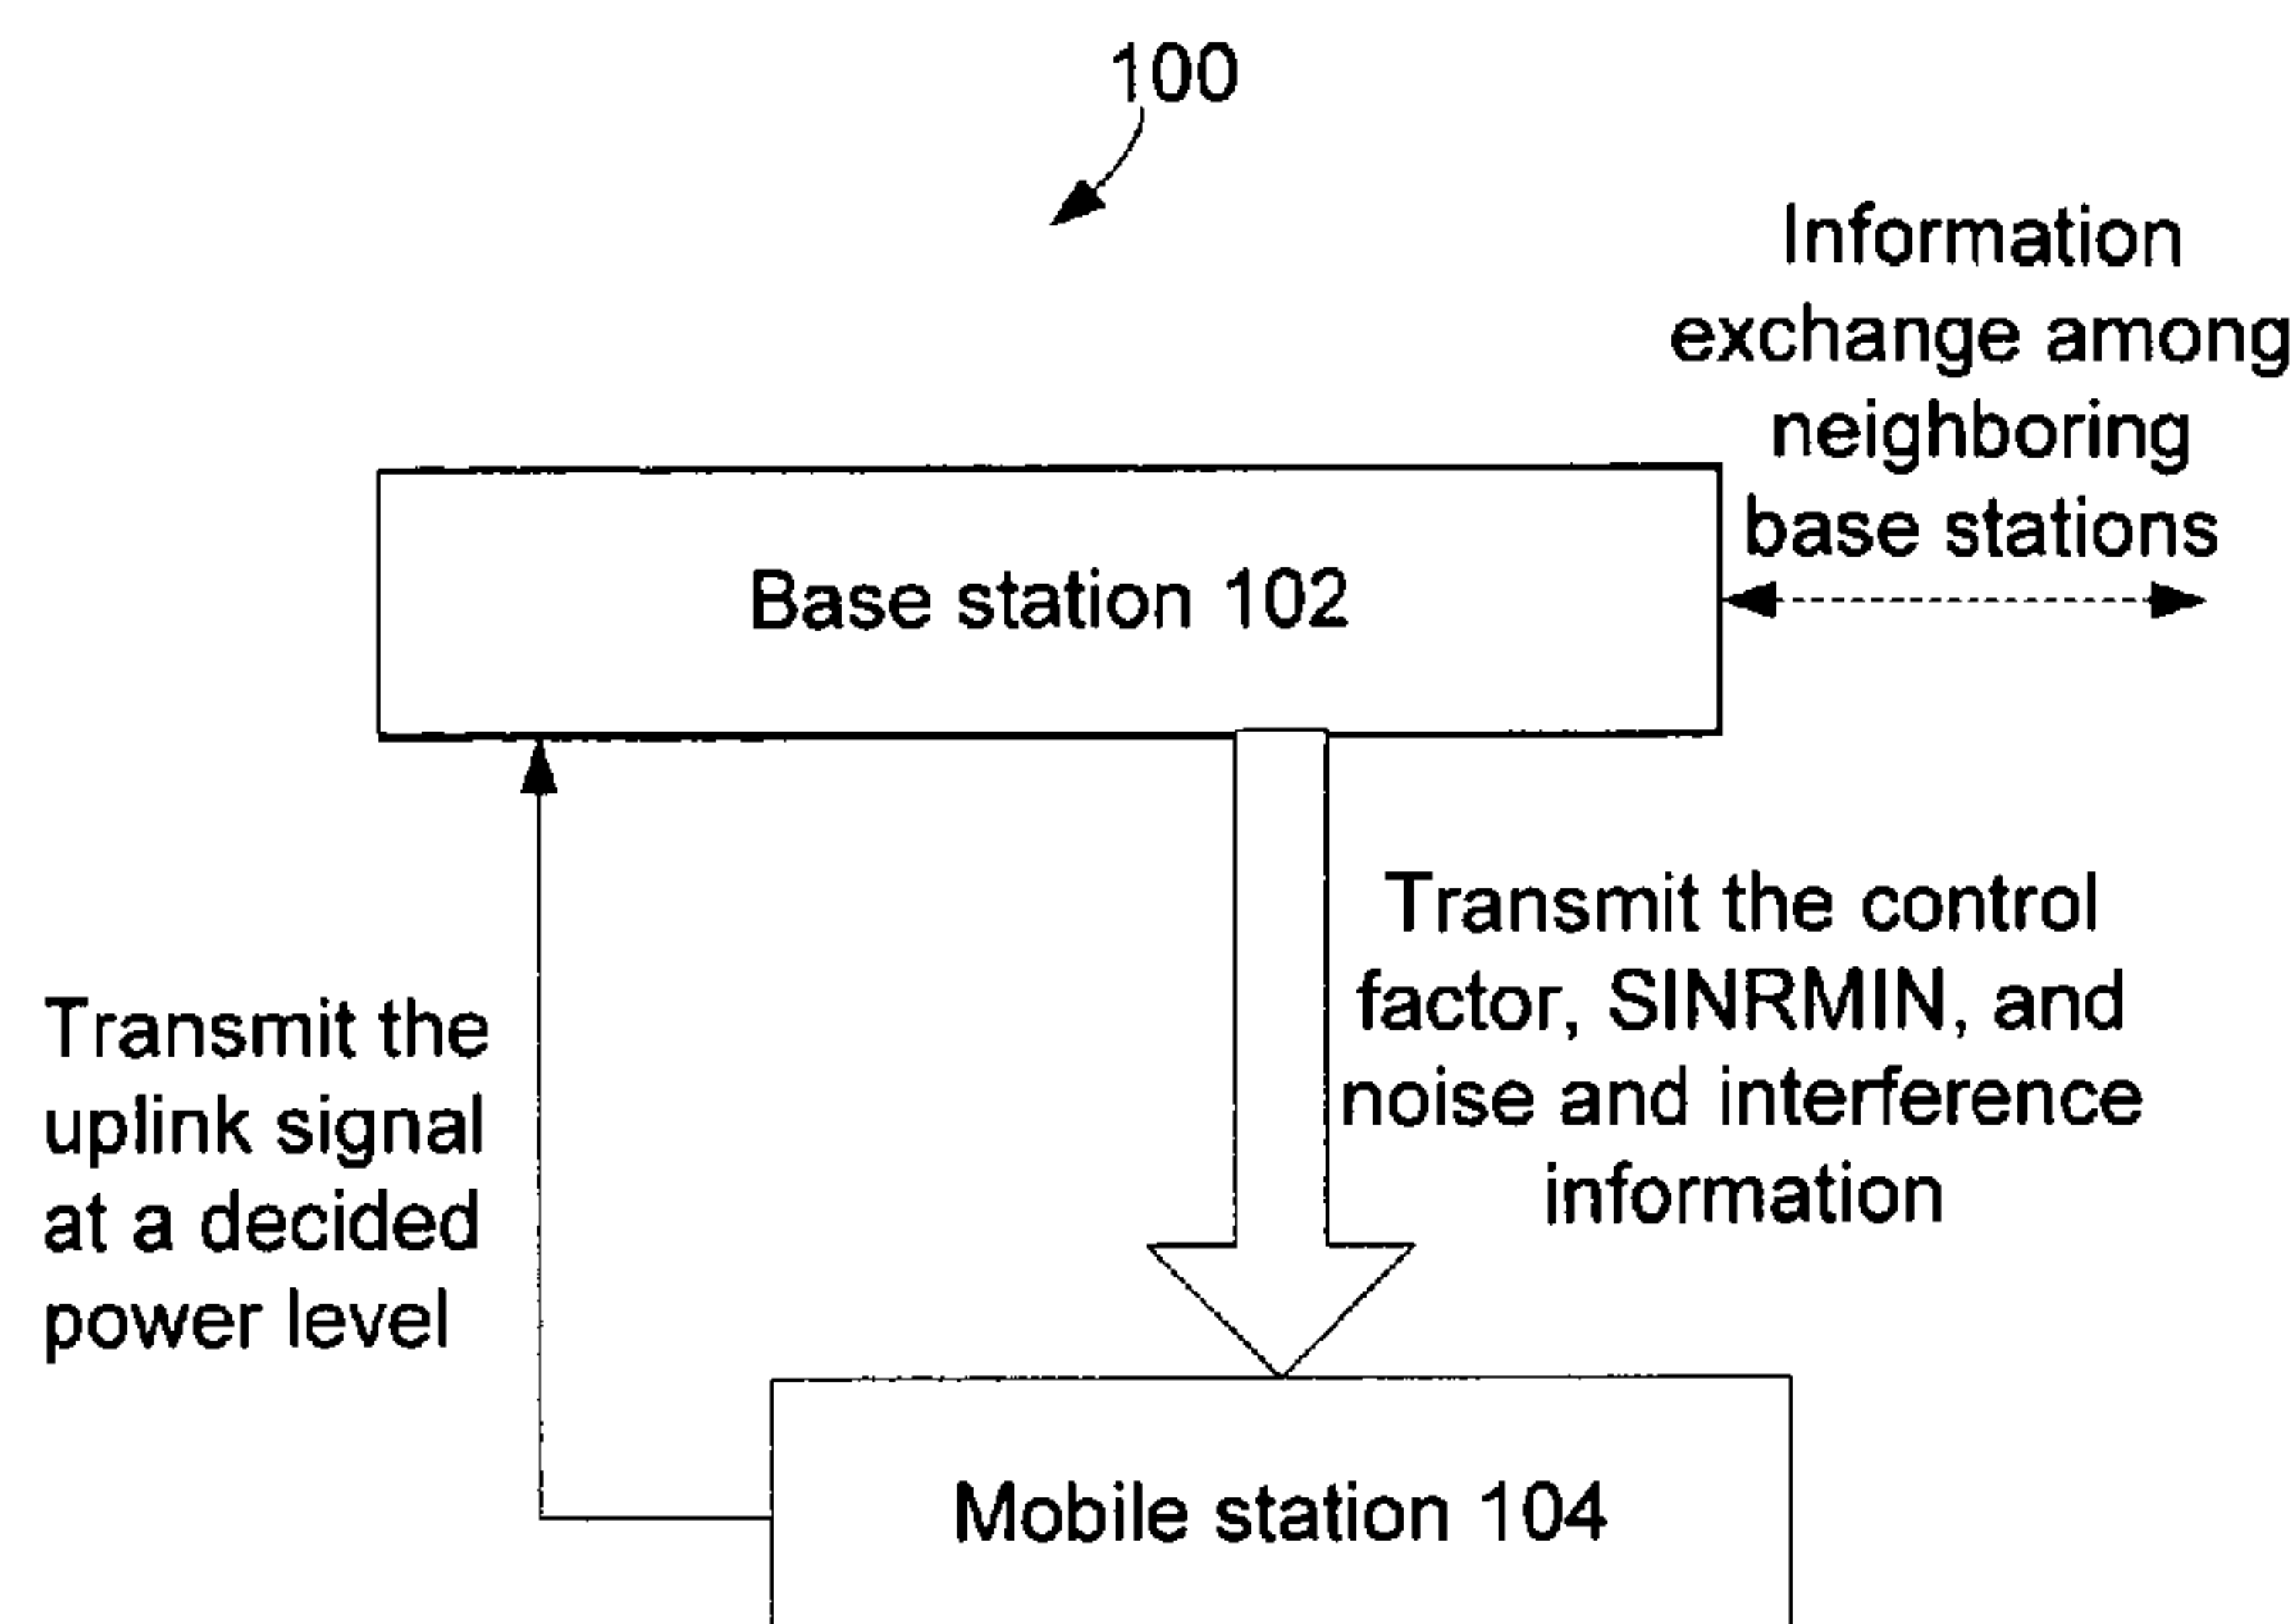 100
Information
exchange among
neighboring
base stations
Base station 102
Transmit the control
factor, SINRMIN, and
noise and interference
information
Transmit the
uplink signal
at a decided
power level
Mobile station 104